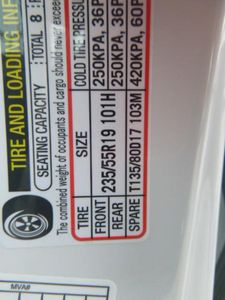 TIRE AND LOADING INF
SEATING CAPACITY : TOTAL 8 : F
The combined weight of occupants and cargo should never exceed
TIRE SIZE COLD TIRE PRESSU
FRONT 235/55R19 101H 250KPA, 36P
REAR 235/55R19 101H 250KPA, 36P
SPARE T135/80D17 103M 420KPA, 60P
MVA#